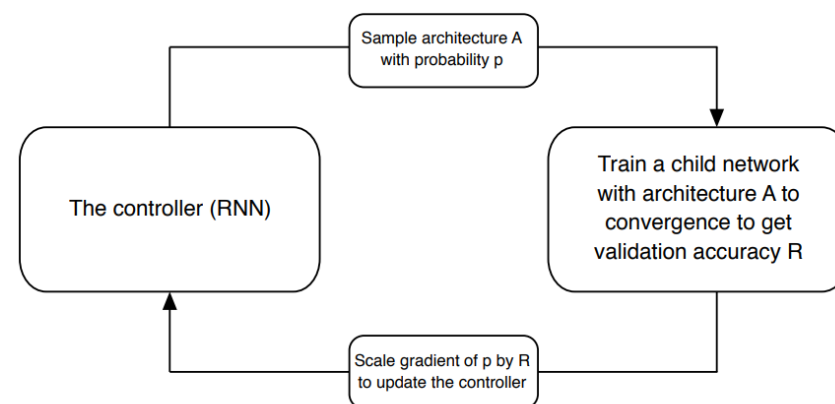 Sample architecture A
with probability p
The controller (RNN)
Train a child network
with architecture A to
convergence to get
validation accuracy R
Scale gradient of p by R
to update the controller